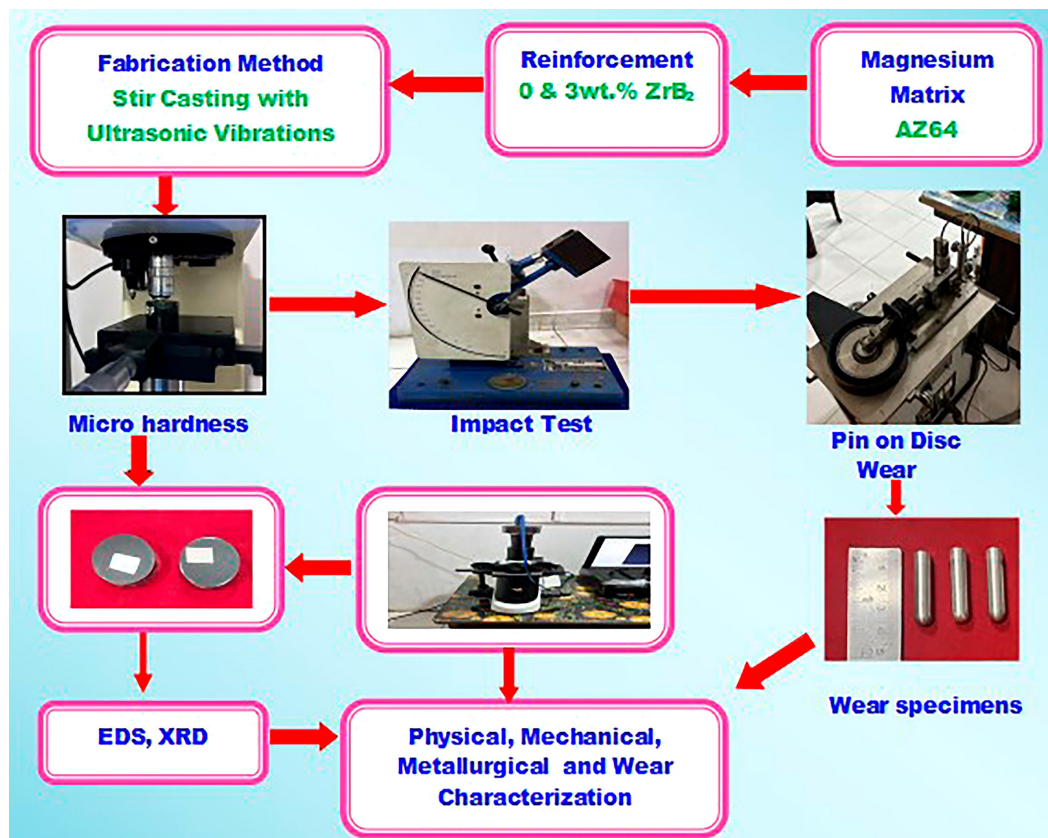 Fabrication Method
Stir Casting with
Ultrasonic Vibrations
Reinforcement
0 & 3wt.% ZrB₂
Magnesium
Matrix
AZ64
Micro hardness
Impact Test
Pin on Disc
Wear
Wear specimens
EDS, XRD
Physical, Mechanical,
Metallurgical and Wear
Characterization